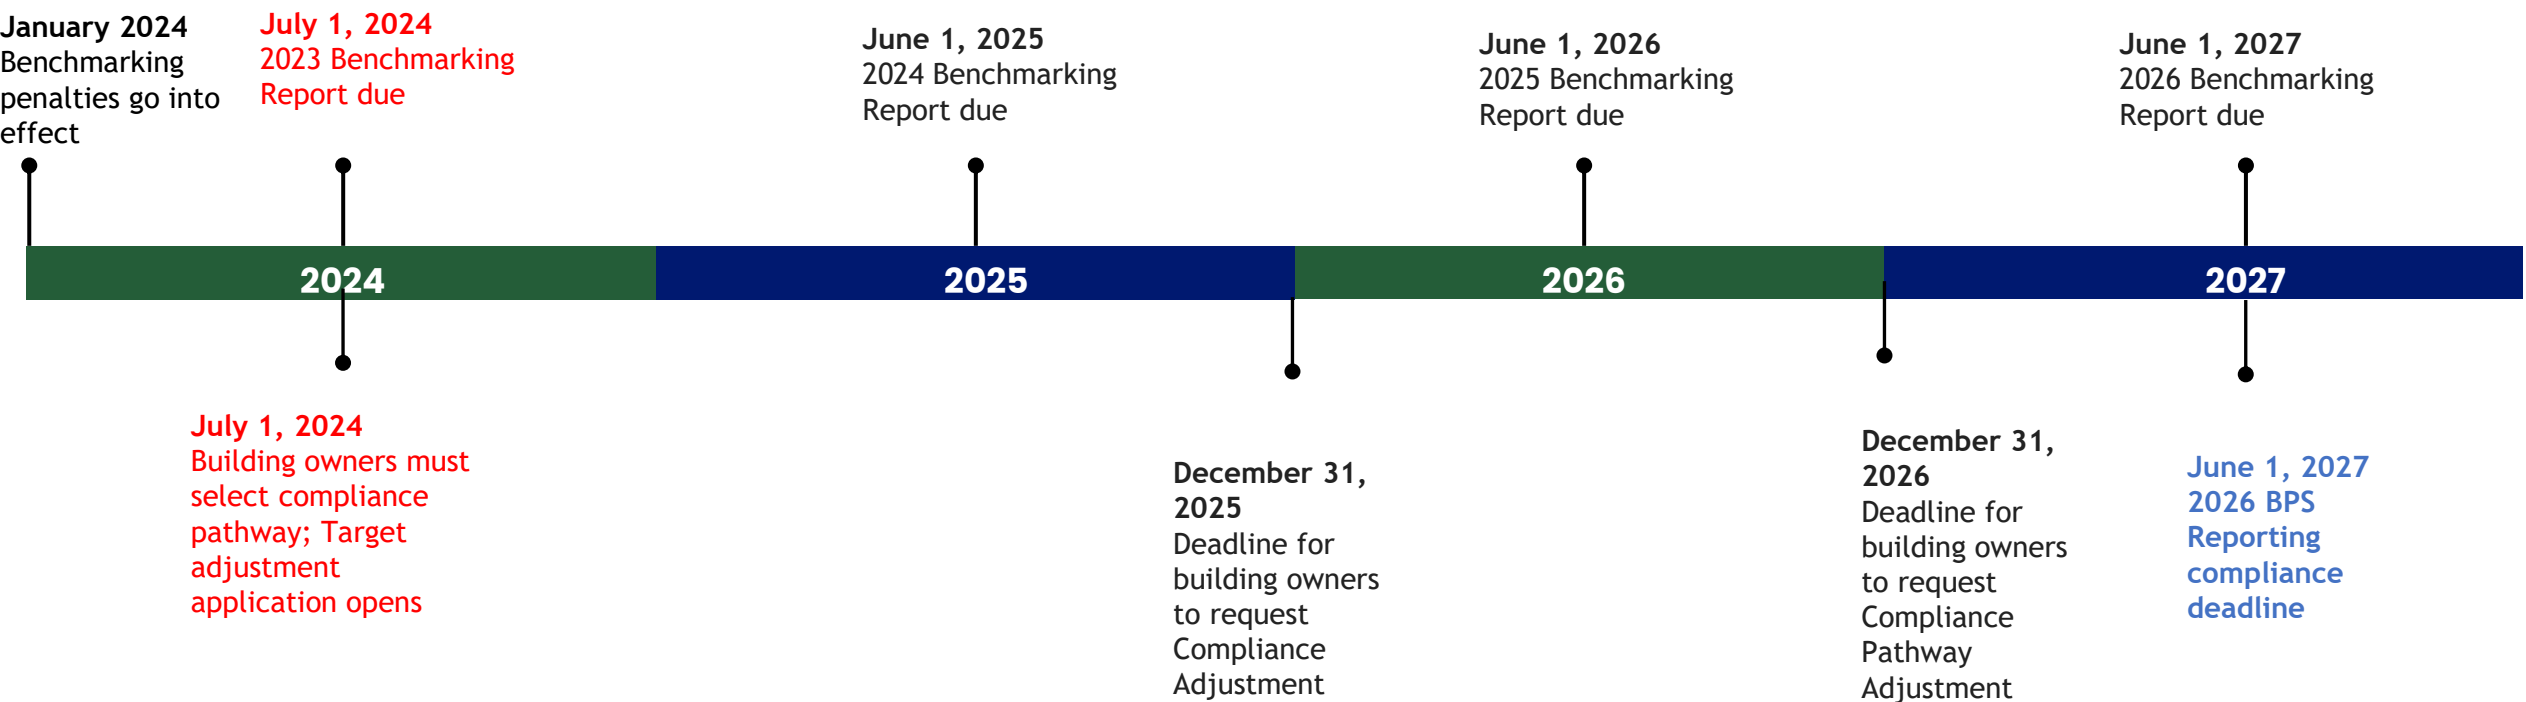 January 2024
Benchmarking
penalties go into
effect
July 1, 2024
2023 Benchmarking
Report due
June 1, 2025
2024 Benchmarking
Report due
June 1, 2026
2025 Benchmarking
Report due
June 1, 2027
2026 Benchmarking
Report due
2024
2025
2026
2027
July 1, 2024
Building owners must
select compliance
pathway; Target
adjustment
application opens
December 31,
2025
Deadline for
building owners
to request
Compliance
Adjustment
December 31,
2026
Deadline for
building owners
to request
Compliance
Pathway
Adjustment
June 1, 2027
2026 BPS
Reporting
compliance
deadline